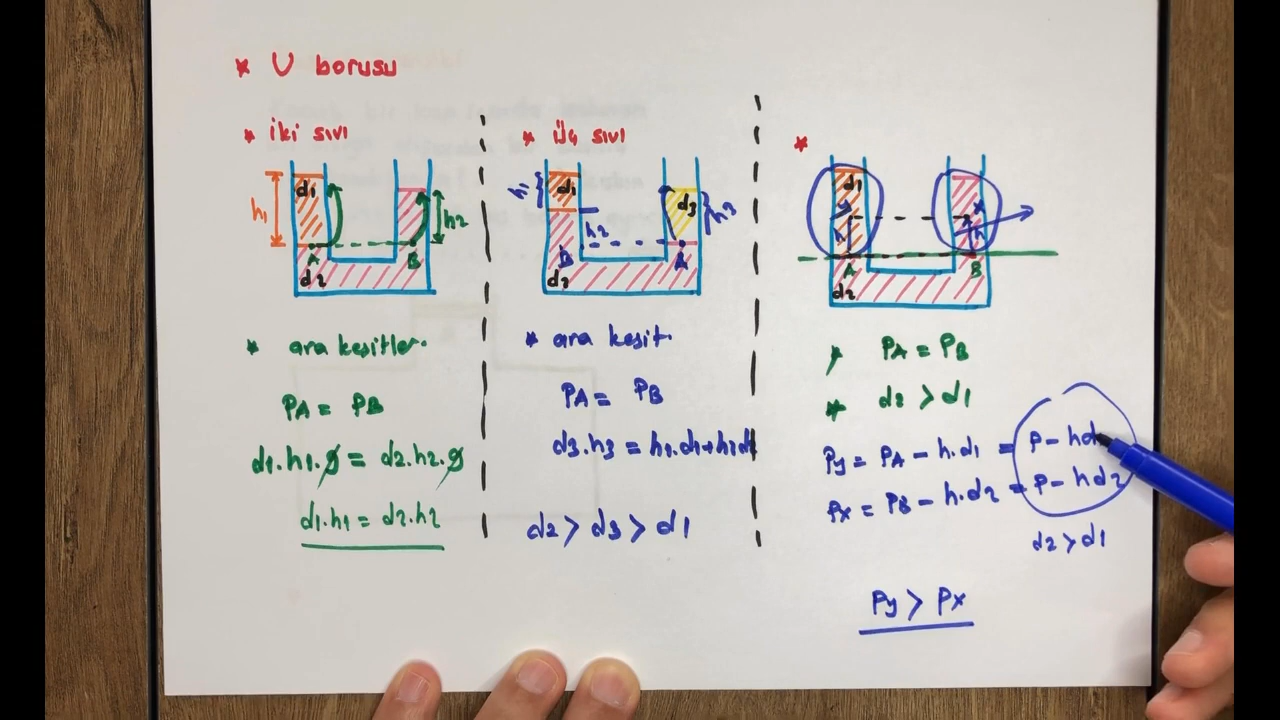 * U borusu
* iki sıvı
h1
d1
h2
A
B
d2
* ara kesitler.
PA = PB
d1.h1.g = d2.h2.g
d1.h1 = d2.h2
* üç sıvı
h1
d1
d3
h2
h3
B
A
d2
* ara kesit.
PA = PB
d3.h3 = h1.d1+h2d2
d2 > d3 > d1
*
d1
y
x
h
h
A
B
d2
* PA = PB
* d2 > d1
Py = PA - h.d1 = P - hd1
Px = PB - h.d2 = P - hd2
d2 > d1
Py > Px